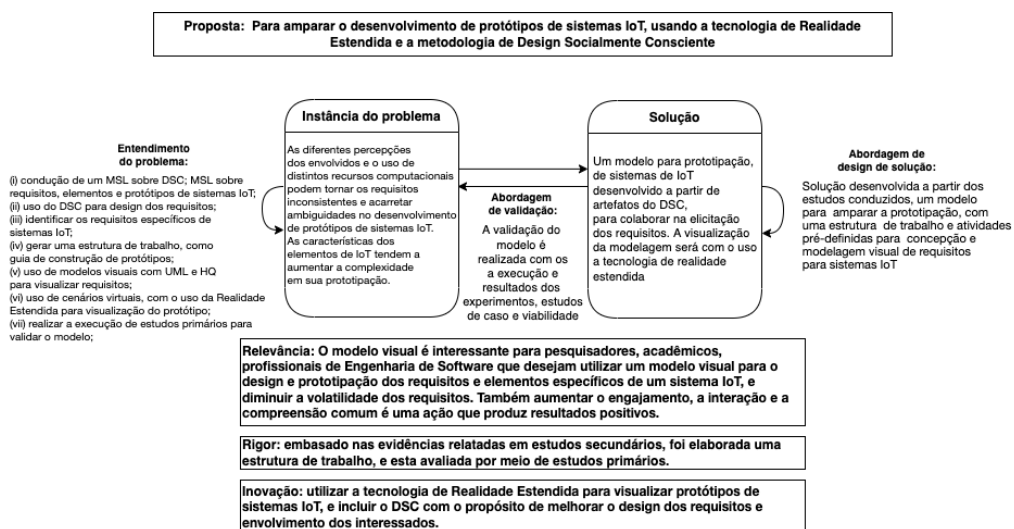 Proposta: Para amparar o desenvolvimento de protótipos de sistemas IoT, usando a tecnologia de Realidade
Estendida e a metodologia de Design Socialmente Consciente
Entendimento
do problema:
(i) condução de um MSL sobre DSC; MSL sobre
requisitos, elementos e protótipos de sistemas IoT;
(ii) uso do DSC para design dos requisitos;
(iii) identificar os requisitos específicos de
sistemas IoT;
(iv) gerar uma estrutura de trabalho, como
guia de construção de protótipos;
(v) uso de modelos visuais com UML e HQ
para visualizar requisitos;
(vi) uso de cenários virtuais, com o uso da Realidade
Estendida para visualização do protótipo;
(vii) realizar a execução de estudos primários para
validar o modelo;
Instância do problema
As diferentes percepções
dos envolvidos e o uso de
distintos recursos computacionais
podem tornar os requisitos
inconsistentes e acarretar
ambiguidades no desenvolvimento
de protótipos de sistemas IoT.
As características dos
elementos de IoT tendem a
aumentar a complexidade
em sua prototipação.
Abordagem
de validação:
A validação do
modelo é
realizada com os
a execução e
resultados dos
experimentos, estudos
de caso e viabilidade
Solução
Um modelo para prototipação,
de sistemas de IoT
desenvolvido a partir de
artefatos do DSC,
para colaborar na elicitação
dos requisitos. A visualização
da modelagem será com o uso
a tecnologia de realidade
estendida
Abordagem de
design de solução:
Solução desenvolvida a partir dos
estudos conduzidos, um modelo
para amparar a prototipação, com
uma estrutura de trabalho e atividades
pré-definidas para concepção e
modelagem visual de requisitos
para sistemas IoT
Relevância: O modelo visual é interessante para pesquisadores, acadêmicos,
profissionais de Engenharia de Software que desejam utilizar um modelo visual para o
design e prototipação dos requisitos e elementos específicos de um sistema IoT, e
diminuir a volatilidade dos requisitos. Também aumentar o engajamento, a interação e a
compreensão comum é uma ação que produz resultados positivos.
Rigor: embasado nas evidências relatadas em estudos secundários, foi elaborada uma
estrutura de trabalho, e esta avaliada por meio de estudos primários.
Inovação: utilizar a tecnologia de Realidade Estendida para visualizar protótipos de
sistemas IoT, e incluir o DSC com o propósito de melhorar o design dos requisitos e
envolvimento dos interessados.